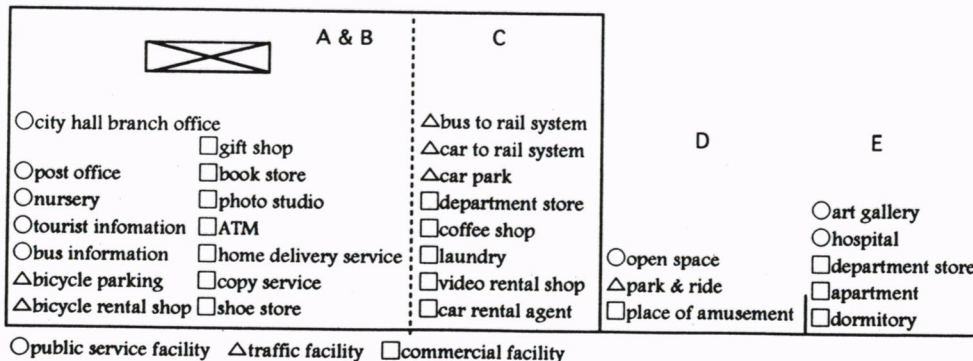 A & B
○city hall branch office
□gift shop
○post office □book store
○nursery □photo studio
○tourist infomation □ATM
○bus information □home delivery service
△bicycle parking □copy service
△bicycle rental shop □shoe store
C
△bus to rail system
△car to rail system
△car park
□department store
□coffee shop
□laundry
□video rental shop
□car rental agent
D
○open space
△park & ride
□place of amusement
E
○art gallery
○hospital
□department store
□apartment
□dormitory
○public service facility △traffic facility □commercial facility